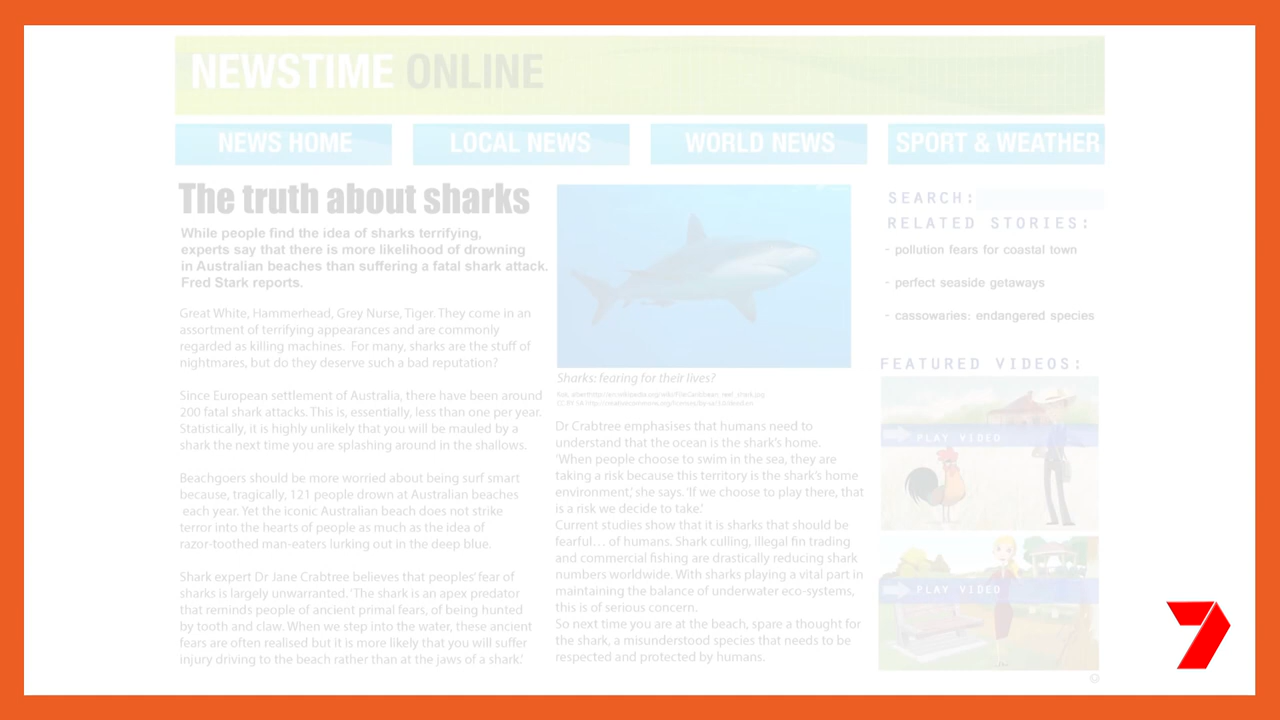 NEWSTIME ONLINE
NEWS HOME
LOCAL NEWS
WORLD NEWS
SPORT & WEATHER
The truth about sharks
While people find the idea of sharks terrifying,
experts say that there is more likelihood of drowning
in Australian beaches than suffering a fatal shark attack.
Fred Stark reports.
Great White, Hammerhead, Grey Nurse, Tiger. They come in an
assortment of terrifying appearances and are commonly
regarded as killing machines.  For many, sharks are the stuff of
nightmares, but do they deserve such a bad reputation?
Since European settlement of Australia, there have been around
200 fatal shark attacks. This is, essentially, less than one per year.
Statistically, it is highly unlikely that you will be mauled by a
shark the next time you are splashing around in the shallows.
Beachgoers should be more worried about being surf smart
because, tragically, 121 people drown at Australian beaches
each year. Yet the iconic Australian beach does not strike
terror into the hearts of people as much as the idea of
razor-toothed man-eaters lurking out in the deep blue.
Shark expert Dr Jane Crabtree believes that peoples' fear of
sharks is largely unwarranted. 'The shark is an apex predator
that reminds people of ancient primal fears, of being hunted
by tooth and claw. When we step into the water, these ancient
fears are often realised but it is more likely that you will suffer
injury driving to the beach rather than at the jaws of a shark.'
Sharks: fearing for their lives?
Dr Crabtree emphasises that humans need to
understand that the ocean is the shark's home.
'When people choose to swim in the sea, they are
taking a risk because this territory is the shark's home
environment,' she says. 'If we choose to play there, that
is a risk we decide to take.'
Current studies show that it is sharks that should be
fearful… of humans. Shark culling, illegal fin trading
and commercial fishing are drastically reducing shark
numbers worldwide. With sharks playing a vital part in
maintaining the balance of underwater eco-systems,
this is of serious concern.
So next time you are at the beach, spare a thought for
the shark, a misunderstood species that needs to be
respected and protected by humans.
SEARCH:
RELATED STORIES:
- pollution fears for coastal town
- perfect seaside getaways
- cassowaries: endangered species
FEATURED VIDEOS:
PLAY VIDEO
PLAY VIDEO
7